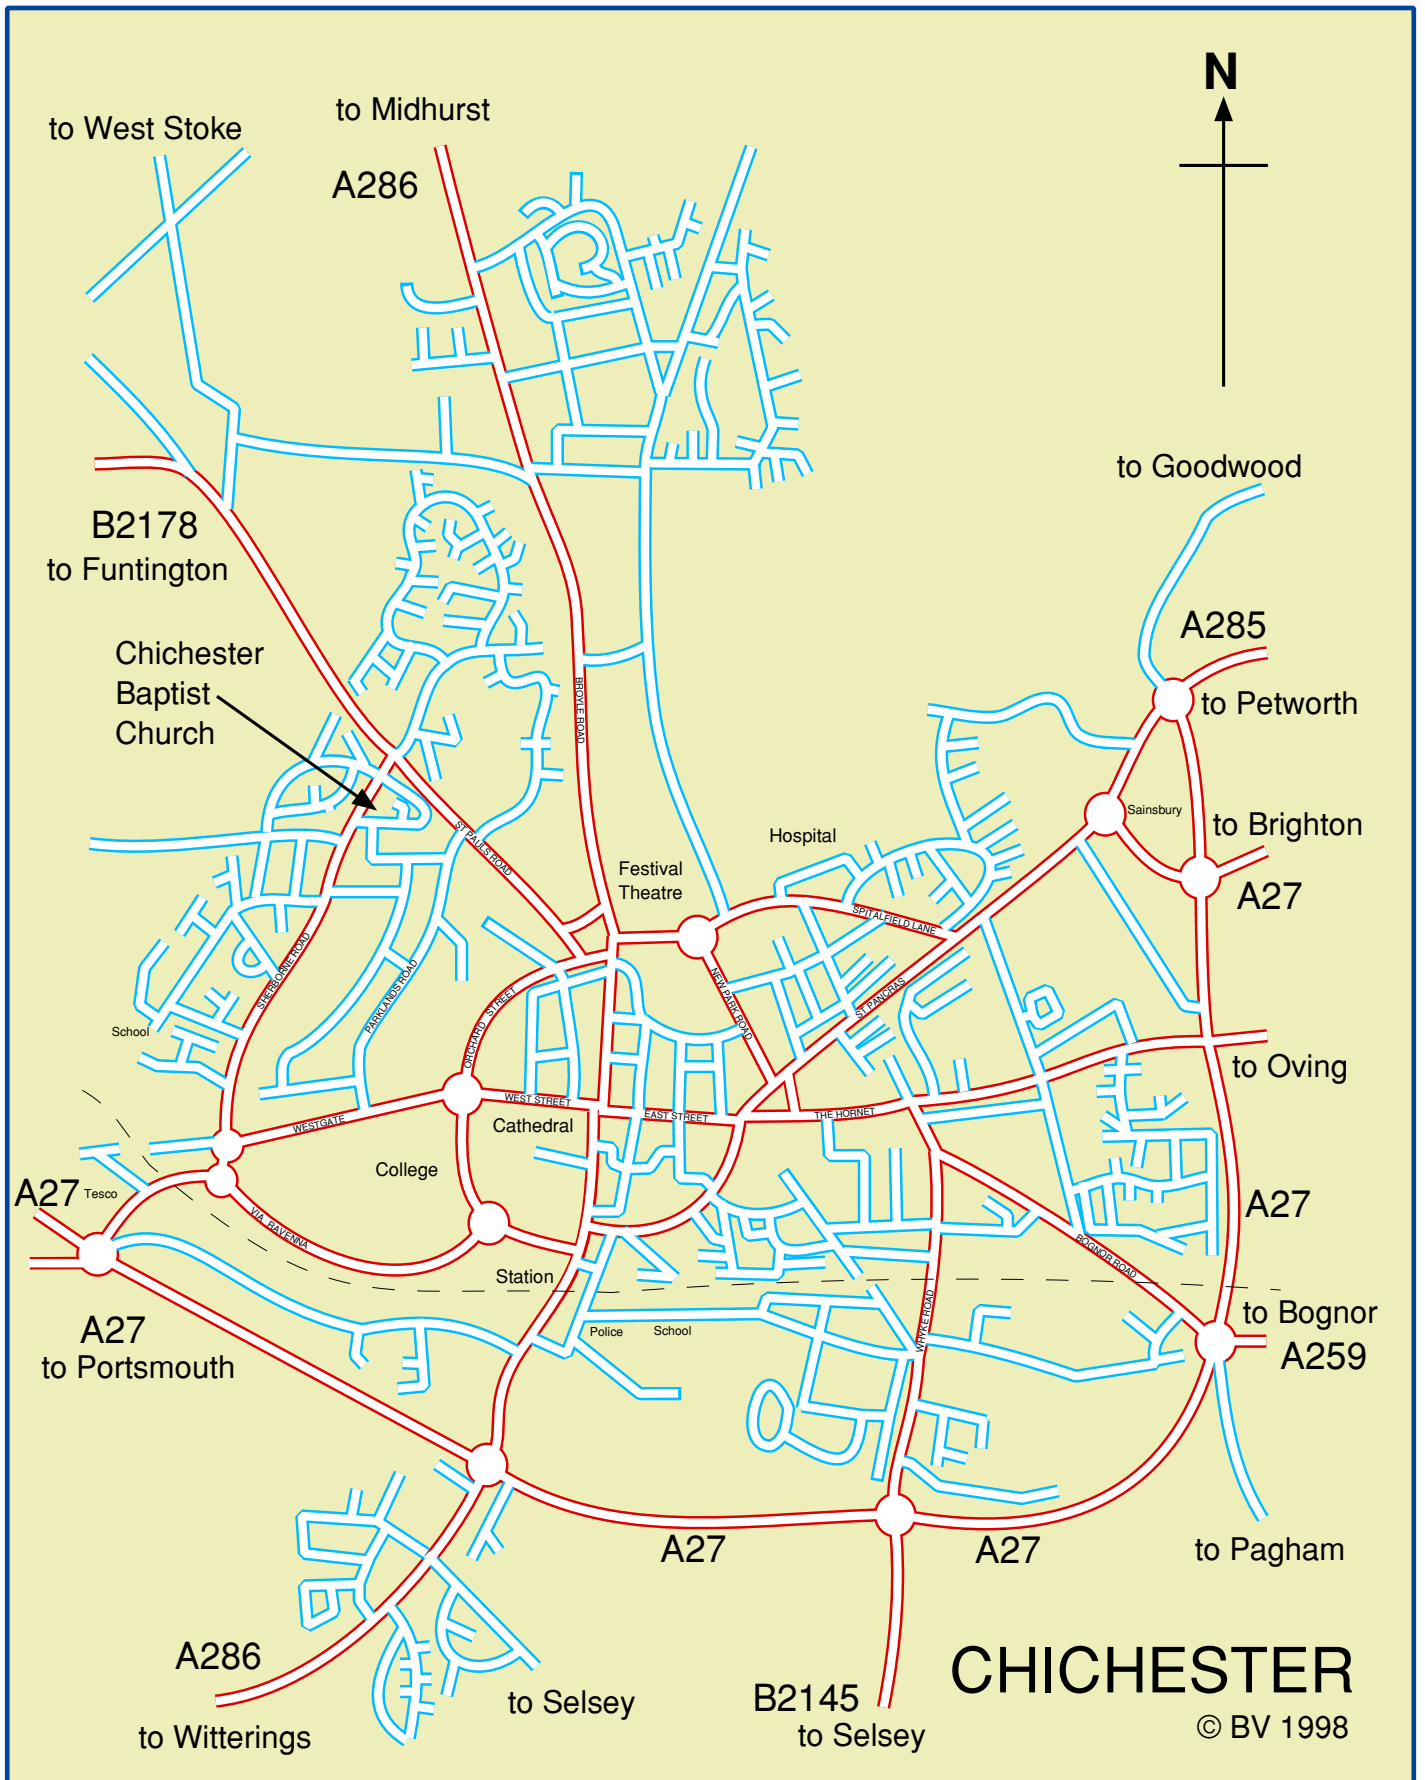 N
to Midhurst
to West Stoke
A286
to Goodwood
B2178
to Funtington
A285
Chichester
Baptist
Church
to Petworth
BROYLE ROAD
Sainsbury
to Brighton
Hospital
ST PAULS ROAD
Festival
Theatre
A27
SPITALFIELD LANE
SHERBORNE ROAD
PARKLANDS ROAD
ORCHARD STREET
NEW PARK ROAD
ST PANCRAS
School
to Oving
WEST STREET
EAST STREET
THE HORNET
WESTGATE
Cathedral
College
A27
Tesco
A27
VIA RAVENNA
BOGNOR ROAD
Station
to Bognor
A259
WHYKE ROAD
Police
School
A27
to Portsmouth
A27
A27
to Pagham
A286
to Witterings
to Selsey
B2145
to Selsey
CHICHESTER
© BV 1998